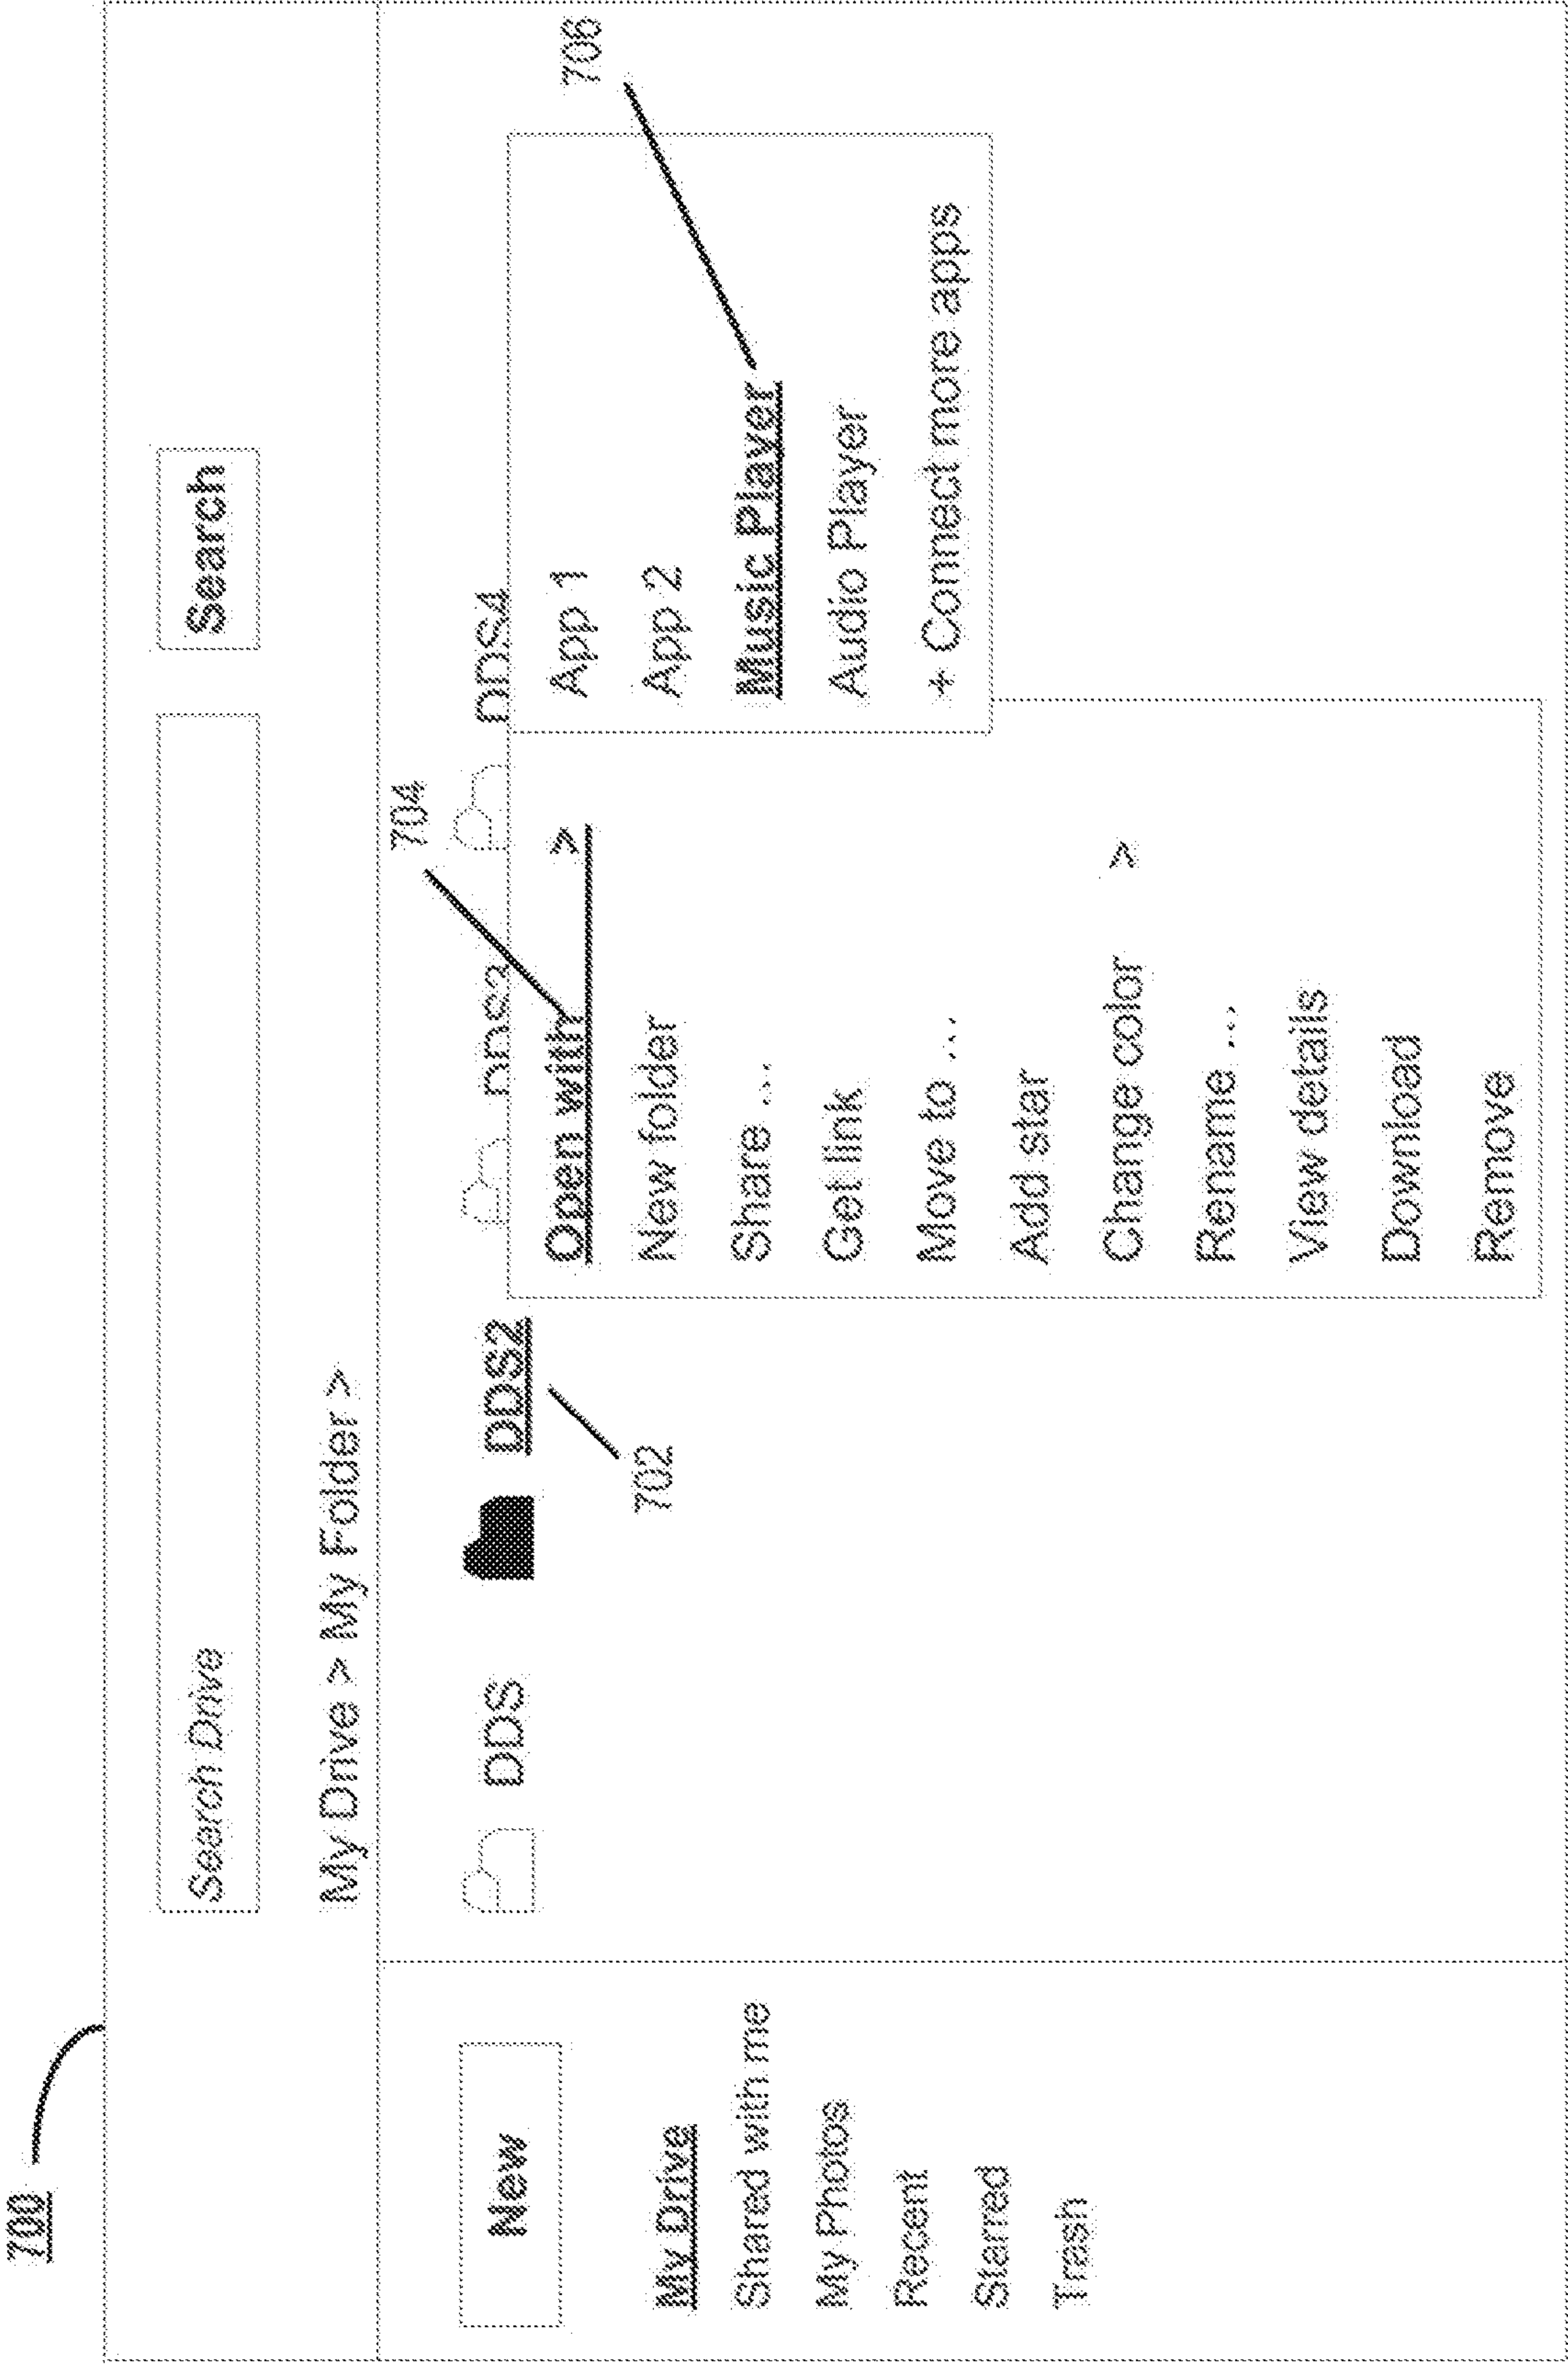 700
Search Drive Search
My Drive > My Folder >
704
706
DDS DDS2 DDS4
702
New
My Drive
Shared with me
My Photos
Recent
Starred
Trash
Open with >
New folder
Share ...
Get link
Move to ...
Add star
Change color >
Rename ...
View details
Download
Remove
App 1
App 2
Music Player
Audio Player
+ Connect more apps